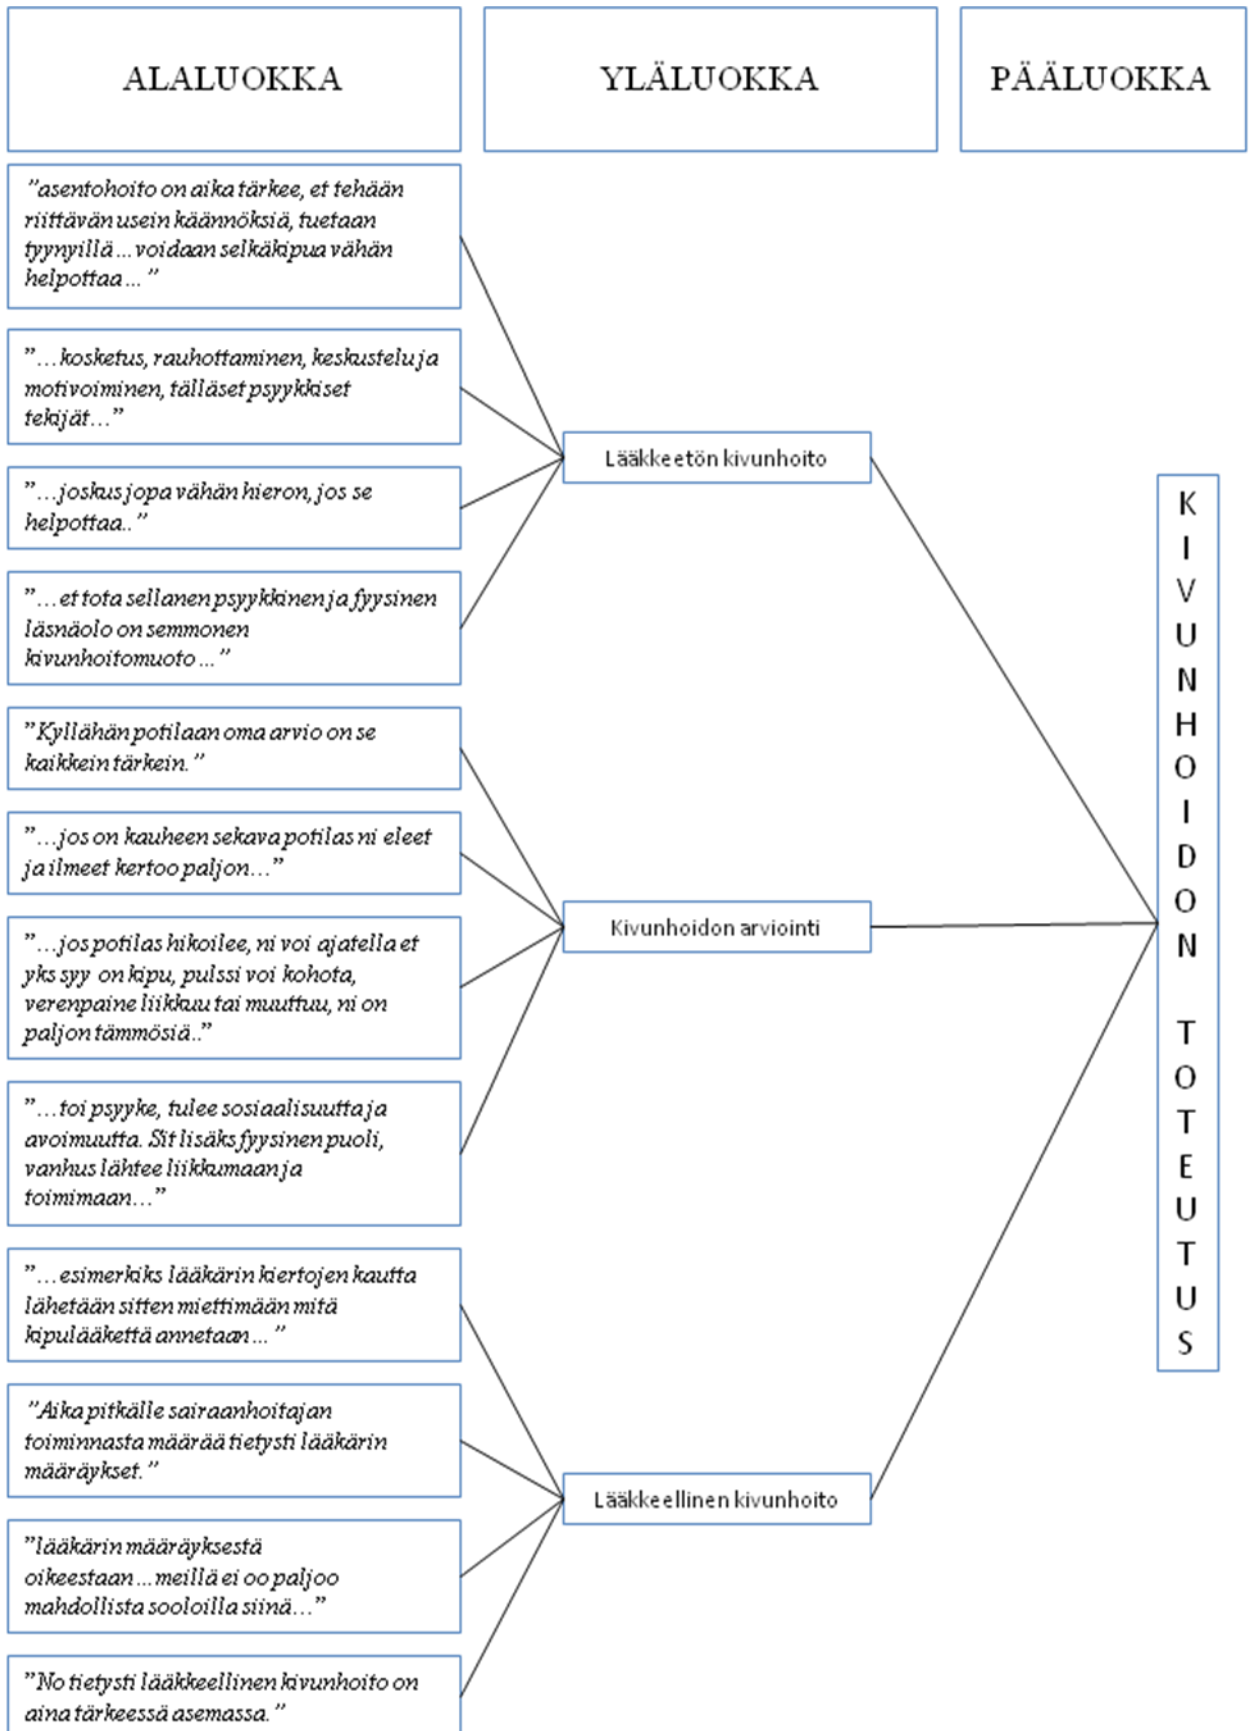 ALALUOKKA
YLÄLUOKKA
PÄÄLUOKKA
”asentohoito on aika tärkee, et tehään
riittävän usein käännöksiä, tuetaan
tyynyillä ... voidaan selkäkipua vähän
helpottaa ... ”
”...kosketus, rauhottaminen, keskustelu ja
motivoiminen, tälläset psyykkiset
tekijät...”
”...joskus jopa vähän hieron, jos se
helpottaa..”
”...et tota sellanen psyykkinen ja fyysinen
läsnäolo on semmonen
kivunhoitomuoto ... ”
”Kyllähän potilaan oma arvio on se
kaikkein tärkein.”
”...jos on kauheen sekava potilas ni eleet
ja ilmeet kertoo paljon...”
”...jos potilas hikoilee, ni voi ajatella et
yks syy on kipu, pulssi voi kohota,
verenpaine liikkuu tai muuttuu, ni on
paljon tämmösiä..”
”...toi psyyke, tulee sosiaalisuutta ja
avoimuutta. Sit lisäks fyysinen puoli,
vanhus lähtee liikkumaan ja
toimimaan...”
”...esimerkiks lääkärin kiertojen kautta
lähetään sitten miettimään mitä
kipulääkettä annetaan... ”
”Aika pitkälle sairaanhoitajan
toiminnasta määrää tietysti lääkärin
määräykset.”
”lääkärin määräyksestä
oikeestaan...meillä ei oo paljoo
mahdollista sooloilla siinä...”
”No tietysti lääkkeellinen kivunhoito on
aina tärkeessä asemassa.”
Lääkkeetön kivunhoito
Kivunhoidon arviointi
Lääkkeellinen kivunhoito
K
I
V
U
N
H
O
I
D
O
N
T
O
T
E
U
T
U
S